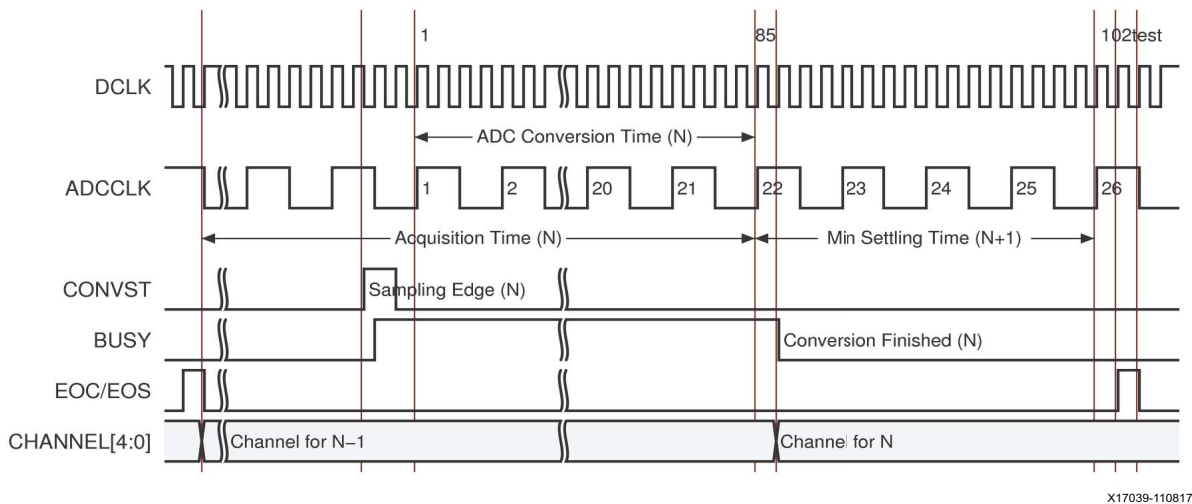 1 85 102test
DCLK
ADC Conversion Time (N)
ADCCLK 1 2 20 21 22 23 24 25 26
Acquisition Time (N) Min Settling Time (N+1)
CONVST Sampling Edge (N)
BUSY Conversion Finished (N)
EOC/EOS
CHANNEL[4:0] Channel for N–1 Channel for N
X17039-110817